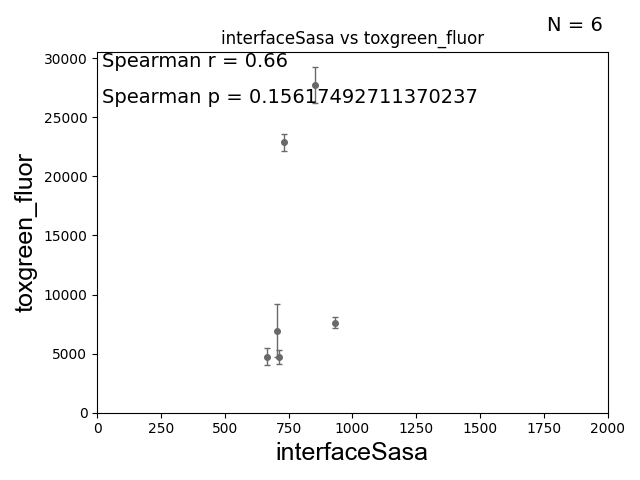 N = 6
interfaceSasa vs toxgreen_fluor
Spearman r = 0.66
Spearman p = 0.15617492711370237
toxgreen_fluor
30000
25000
20000
15000
10000
5000
0
0 250 500 750 1000 1250 1500 1750 2000
interfaceSasa